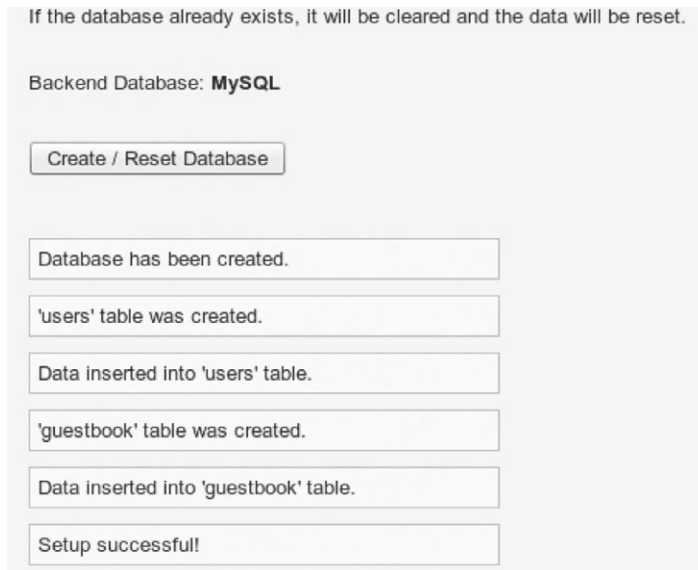 If the database already exists, it will be cleared and the data will be reset.
Backend Database: MySQL
Create / Reset Database
Database has been created.
'users' table was created.
Data inserted into 'users' table.
'guestbook' table was created.
Data inserted into 'guestbook' table.
Setup successful!